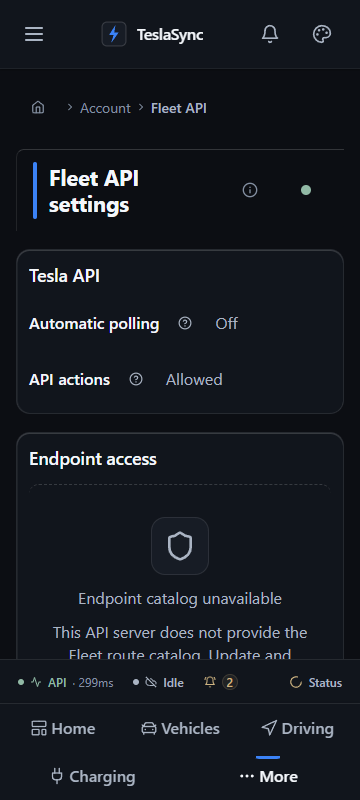 TeslaSync
Account
Fleet API
Fleet API
settings
Tesla API
Automatic polling
Off
API actions
Allowed
Endpoint access
Endpoint catalog unavailable
This API server does not provide the
Fleet route catalog. Update and
API · 299ms
Idle
2
Status
Home
Vehicles
Driving
Charging
More